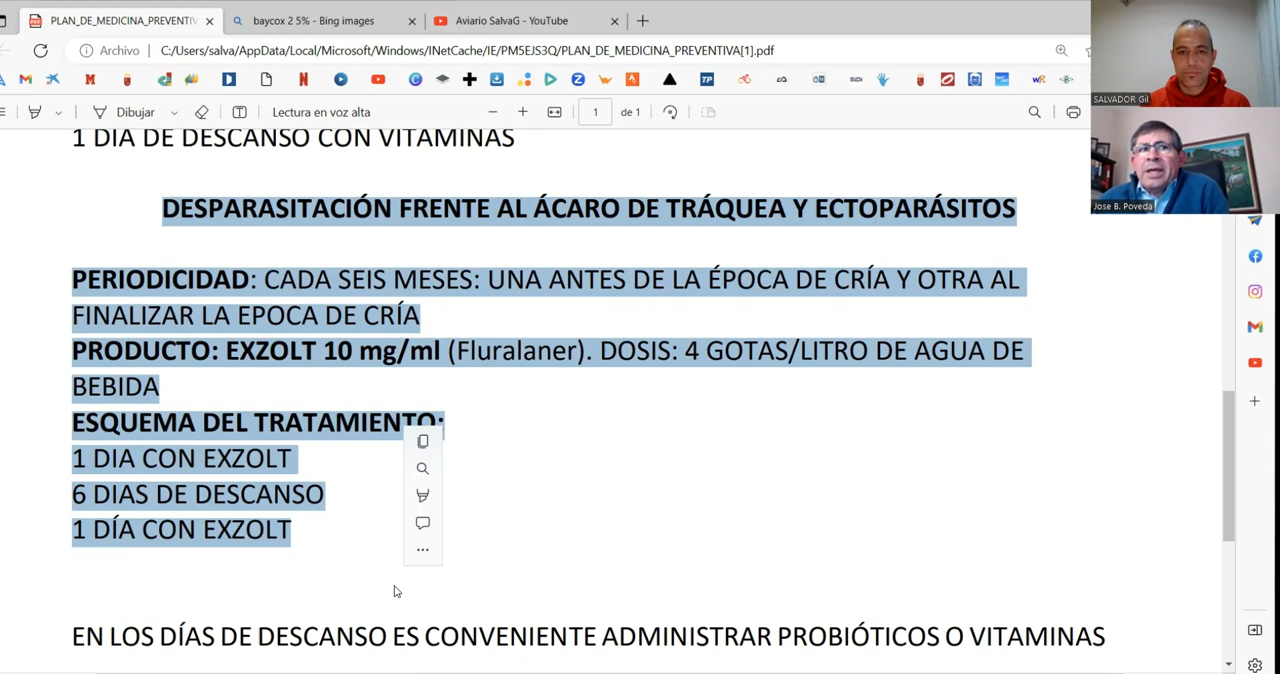 PLAN_DE_MEDICINA_PREVENTIV
baycox 2 5% - Bing images
Aviario SalvaG - YouTube
Archivo
C:/Users/salva/AppData/Local/Microsoft/Windows/INetCache/IE/PM5EJS3Q/PLAN_DE_MEDICINA_PREVENTIVA[1].pdf
Dibujar
Lectura en voz alta
1
de 1
SALVADOR Gil
Jose B. Poveda
1 DIA DE DESCANSO CON VITAMINAS
DESPARASITACIÓN FRENTE AL ÁCARO DE TRÁQUEA Y ECTOPARÁSITOS
PERIODICIDAD: CADA SEIS MESES: UNA ANTES DE LA ÉPOCA DE CRÍA Y OTRA AL
FINALIZAR LA EPOCA DE CRÍA
PRODUCTO: EXZOLT 10 mg/ml (Fluralaner). DOSIS: 4 GOTAS/LITRO DE AGUA DE
BEBIDA
ESQUEMA DEL TRATAMIENTO:
1 DIA CON EXZOLT
6 DIAS DE DESCANSO
1 DÍA CON EXZOLT
EN LOS DÍAS DE DESCANSO ES CONVENIENTE ADMINISTRAR PROBIÓTICOS O VITAMINAS